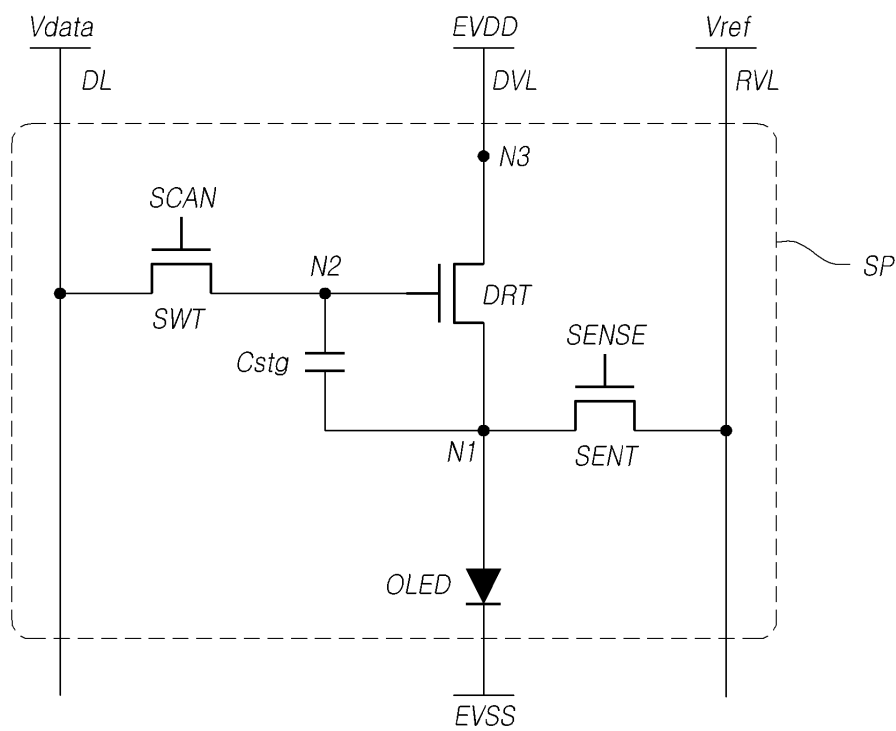 Vdata
EVDD
Vref
DL
DVL
RVL
N3
SCAN
N2
SP
SWT
DRT
SENSE
Cstg
N1
SENT
OLED
EVSS